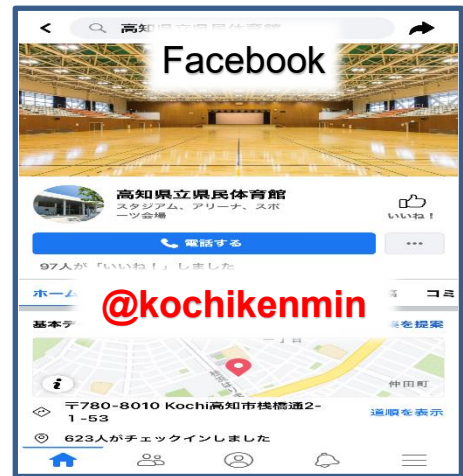 高知県立県民体育館
Facebook
高知県立県民体育館
スタジアム、アリーナ、スポ
ーツ会場
いいね!
電話する
97人が「いいね!」しました
@kochikenmin
ホーム
コミ
基本デ
を提案
丁目
仲田町
〒780-8010 Kochi高知市桟橋通2-
1-53
道順を表示
623人がチェックインしました